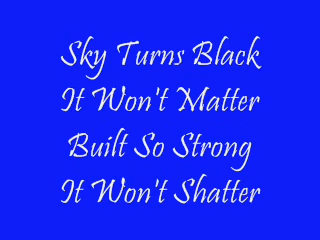 Sky Turns Black
It Won't Matter
Built So Strong
It Won't Shatter